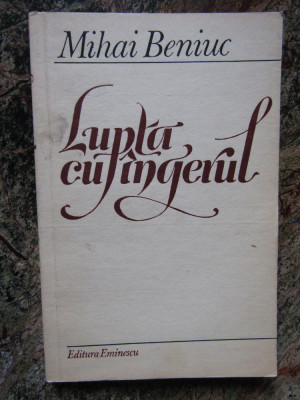 Mihai Beniuc
Lupta
cu îngerul
Editura Eminescu